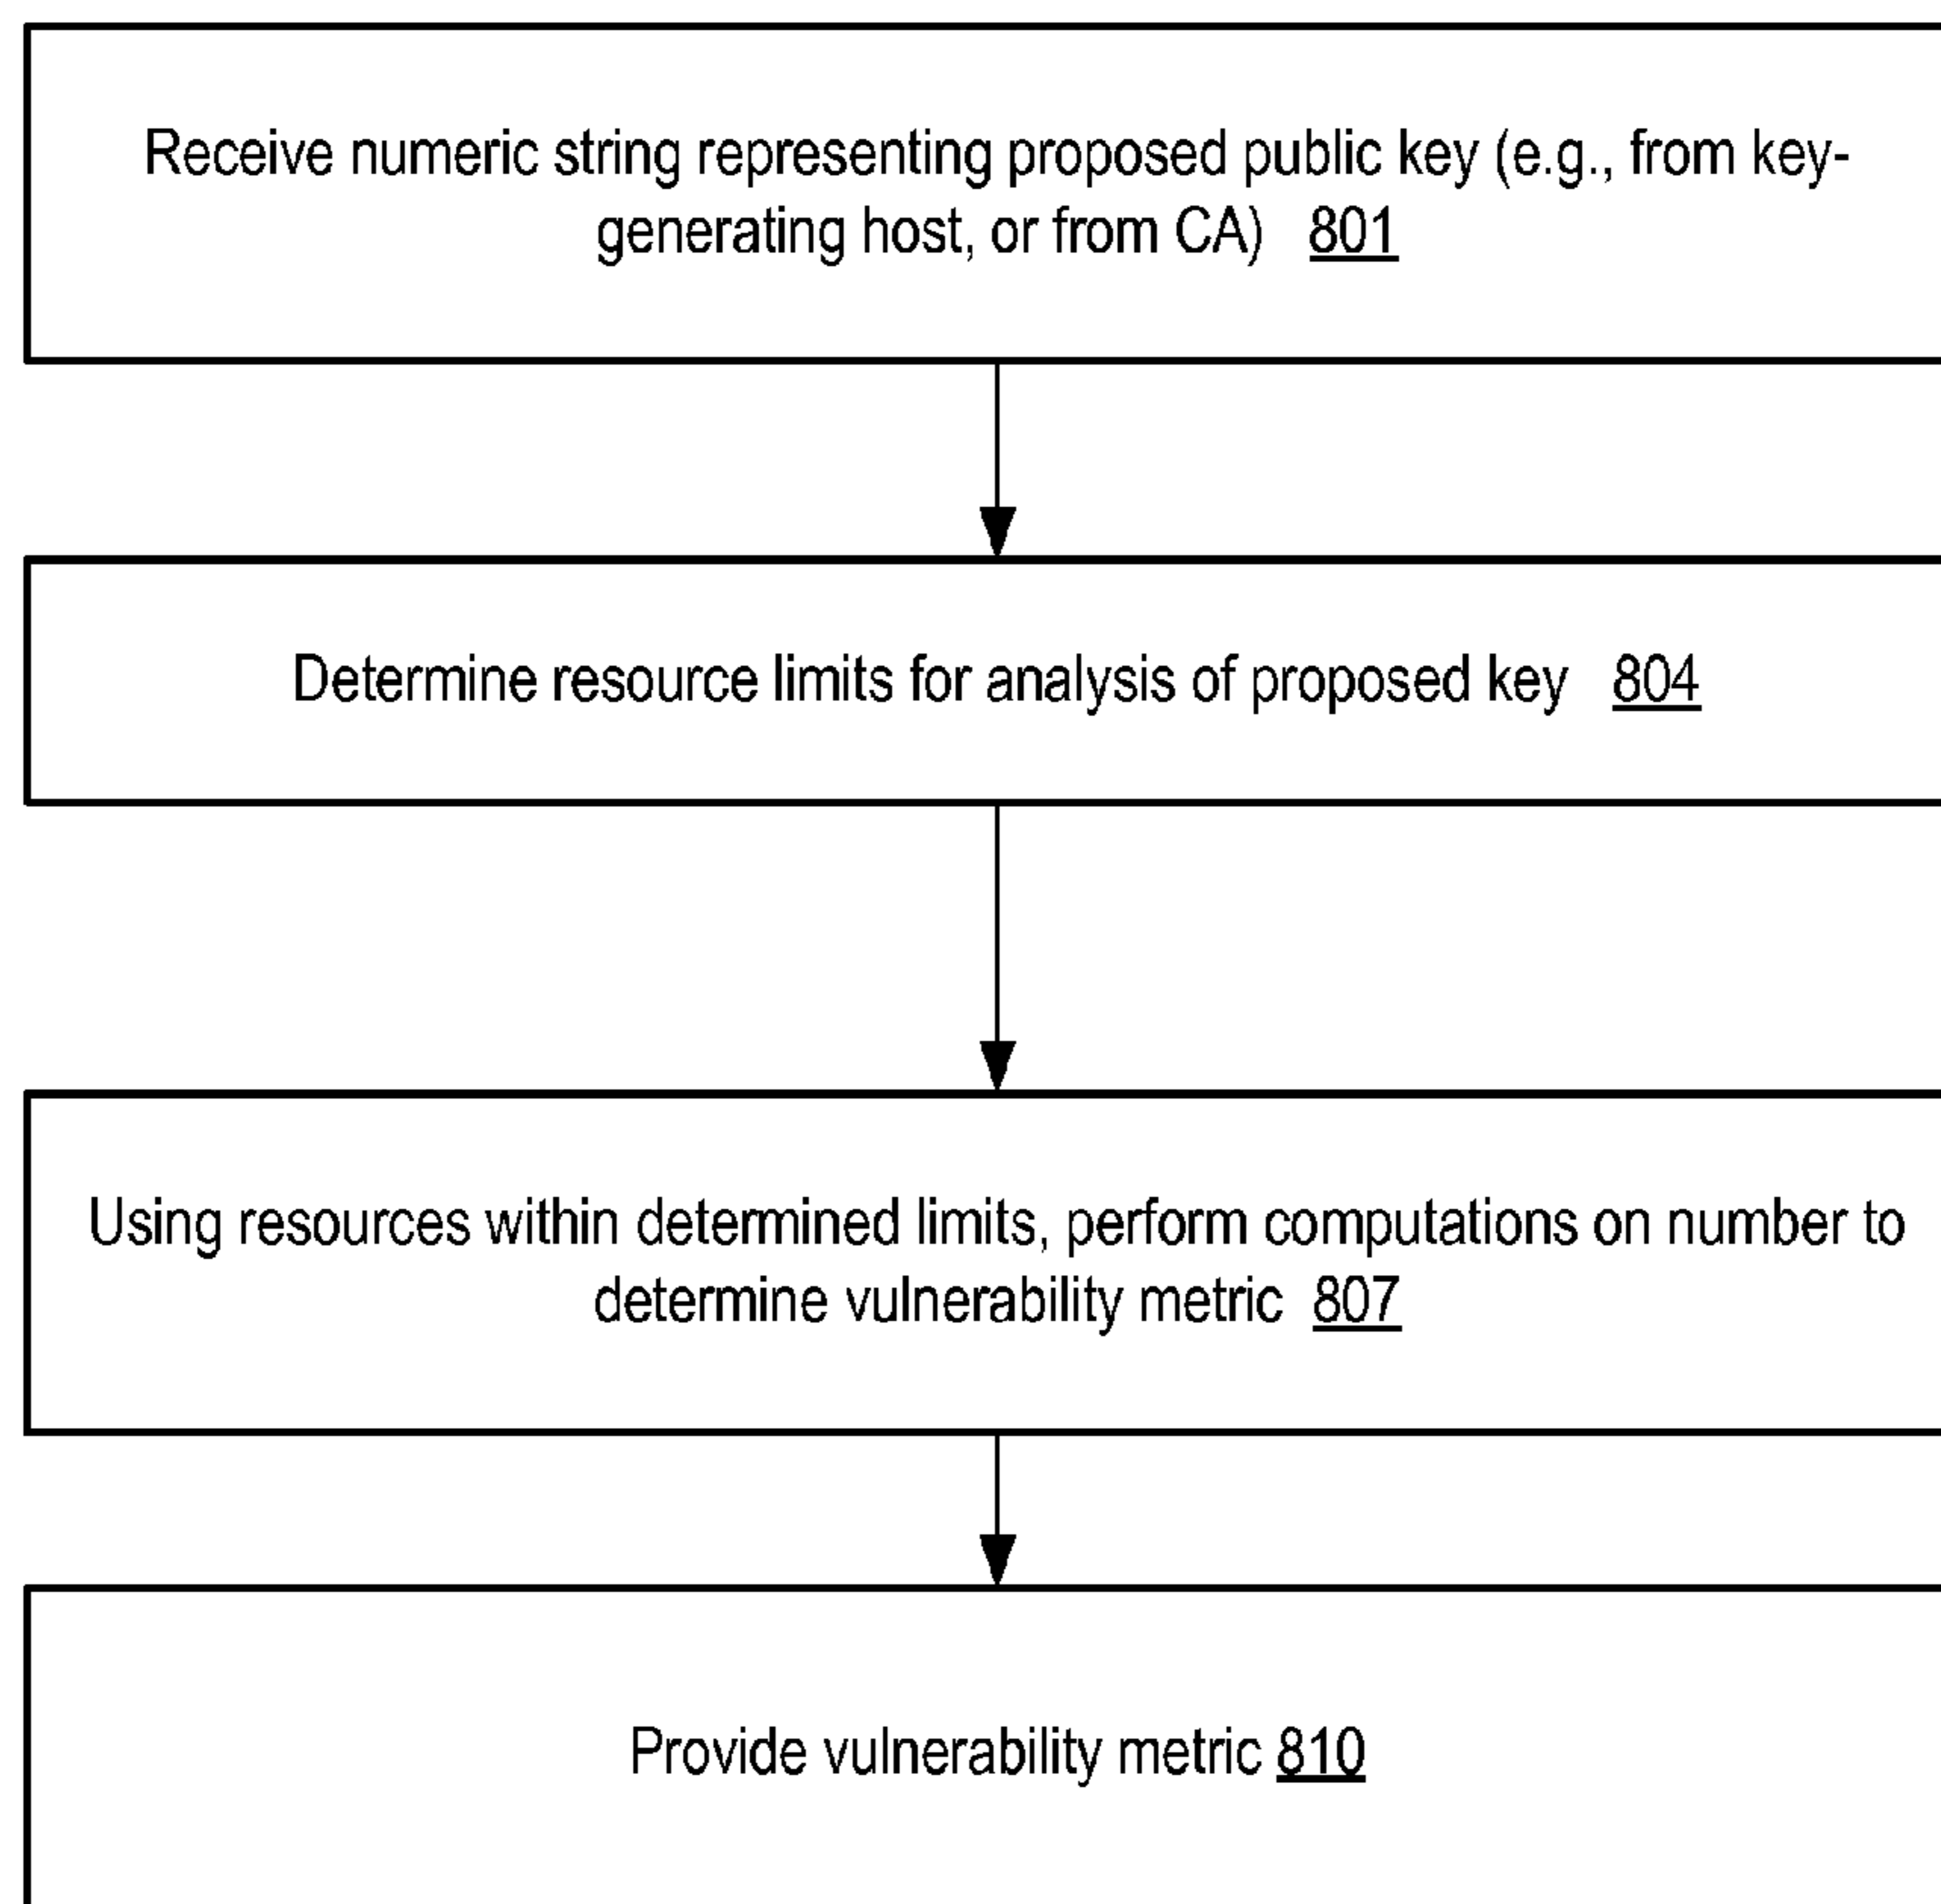 Receive numeric string representing proposed public key (e.g., from key-
generating host, or from CA) 801
Determine resource limits for analysis of proposed key 804
Using resources within determined limits, perform computations on number to
determine vulnerability metric 807
Provide vulnerability metric 810